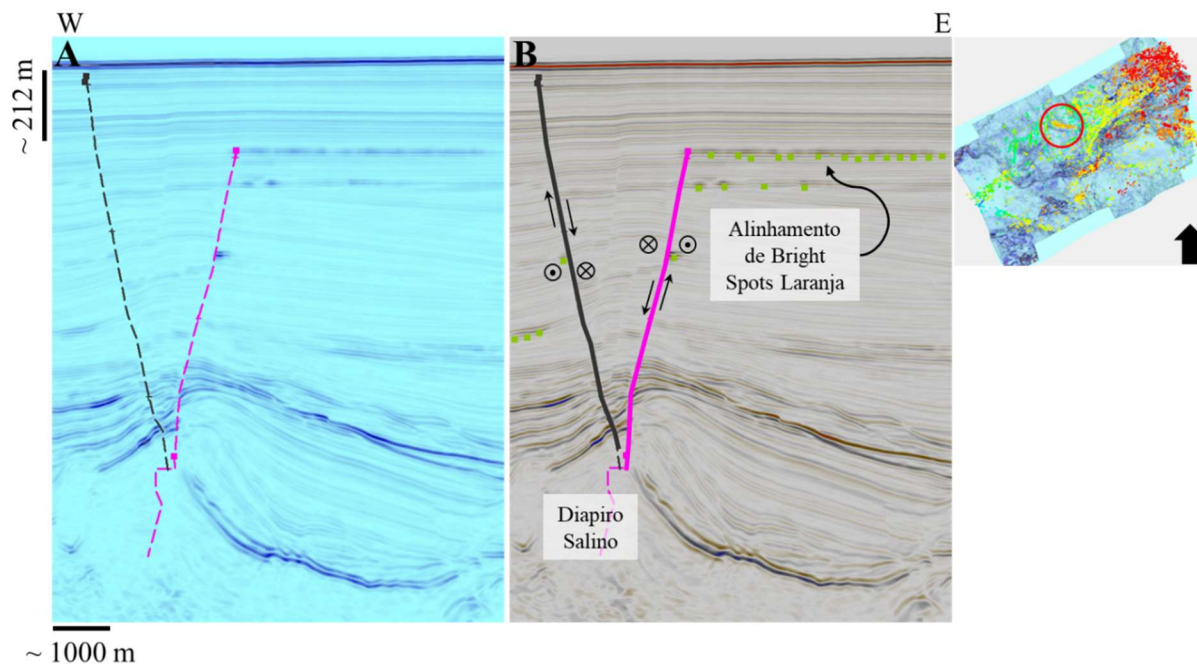 W
E
A
B
~ 212 m
Alinhamento
de Bright
Spots Laranja
Diapiro
Salino
~ 1000 m